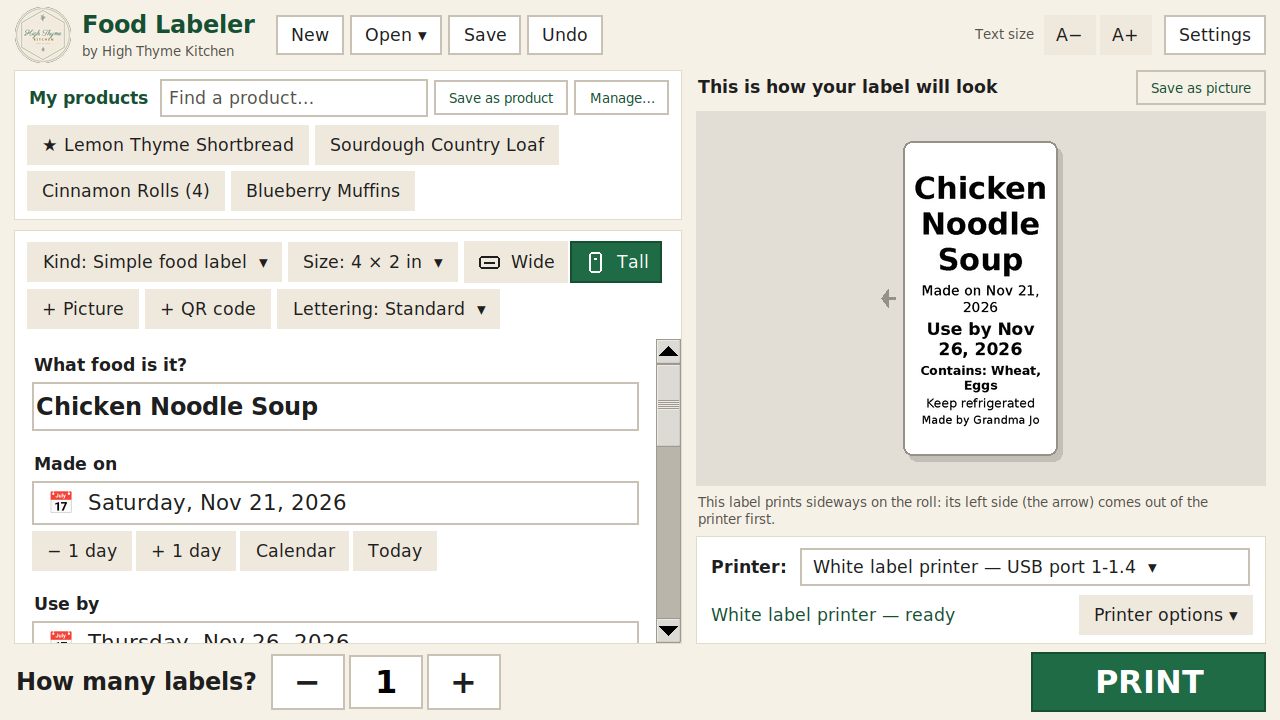 High Thyme
KITCHEN
Food Labeler
by High Thyme Kitchen
New
Open ▾
Save
Undo
Text size
A−
A+
Settings
My products
Find a product...
Save as product
Manage...
★ Lemon Thyme Shortbread
Sourdough Country Loaf
Cinnamon Rolls (4)
Blueberry Muffins
Kind: Simple food label ▾
Size: 4 × 2 in ▾
Wide
Tall
+ Picture
+ QR code
Lettering: Standard ▾
What food is it?
Chicken Noodle Soup
Made on
Saturday, Nov 21, 2026
− 1 day
+ 1 day
Calendar
Today
Use by
Thursday, Nov 26, 2026
This is how your label will look
Save as picture
Chicken
Noodle
Soup
Made on Nov 21,
2026
Use by Nov
26, 2026
Contains: Wheat,
Eggs
Keep refrigerated
Made by Grandma Jo
This label prints sideways on the roll: its left side (the arrow) comes out of the
printer first.
Printer:
White label printer — USB port 1-1.4 ▾
White label printer — ready
Printer options ▾
How many labels?
−
1
+
PRINT